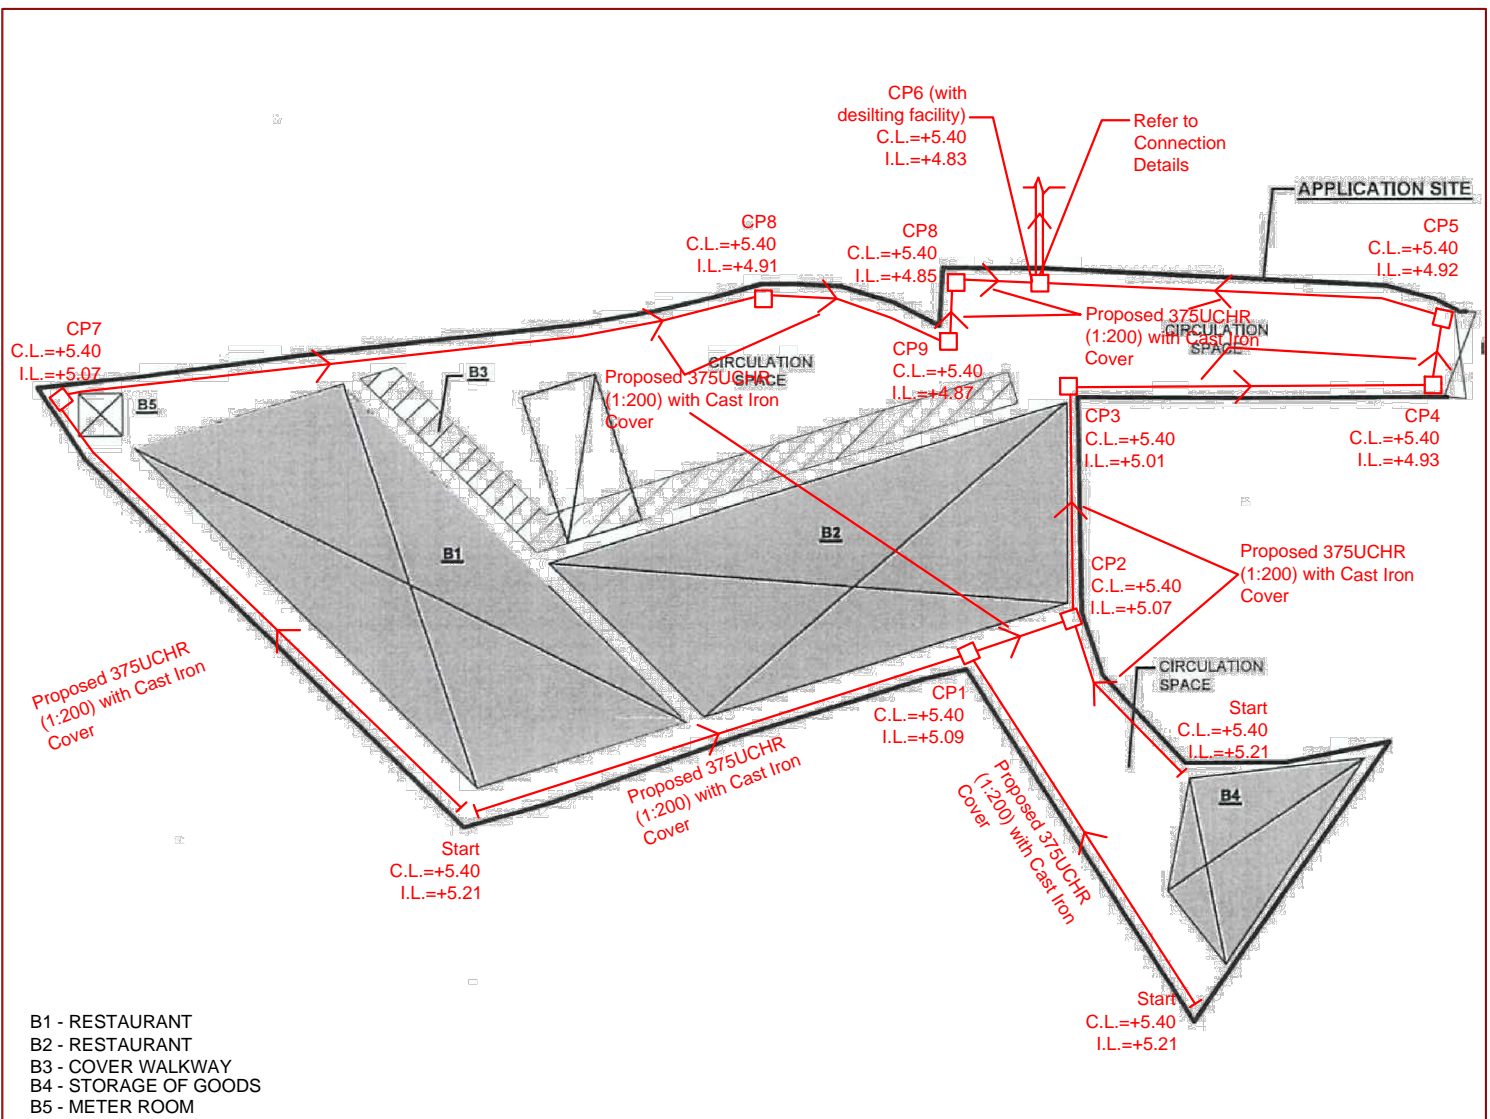 CP6 (with
desilting facility)
C.L.=+5.40
I.L.=+4.83
Refer to
Connection
Details
APPLICATION SITE
CP8
C.L.=+5.40
I.L.=+4.91
CP8
C.L.=+5.40
I.L.=+4.85
CP5
C.L.=+5.40
I.L.=+4.92
CP7
C.L.=+5.40
I.L.=+5.07
Proposed 375UCHR
(1:200) with Cast Iron
Cover
CIRCULATION
SPACE
CP9
C.L.=+5.40
I.L.=+4.87
CIRCULATION
SPACE
Proposed 375UCHR
(1:200) with Cast Iron
Cover
B3
B5
CP3
C.L.=+5.40
I.L.=+5.01
CP4
C.L.=+5.40
I.L.=+4.93
B1
B2
CP2
C.L.=+5.40
I.L.=+5.07
Proposed 375UCHR
(1:200) with Cast Iron
Cover
CIRCULATION
SPACE
Proposed 375UCHR
(1:200) with Cast Iron
Cover
CP1
C.L.=+5.40
I.L.=+5.09
Start
C.L.=+5.40
I.L.=+5.21
Proposed 375UCHR
(1:200) with Cast Iron
Cover
Proposed 375UCHR
(1:200) with Cast Iron
Cover
B4
Start
C.L.=+5.40
I.L.=+5.21
Start
C.L.=+5.40
I.L.=+5.21
B1 - RESTAURANT
B2 - RESTAURANT
B3 - COVER WALKWAY
B4 - STORAGE OF GOODS
B5 - METER ROOM